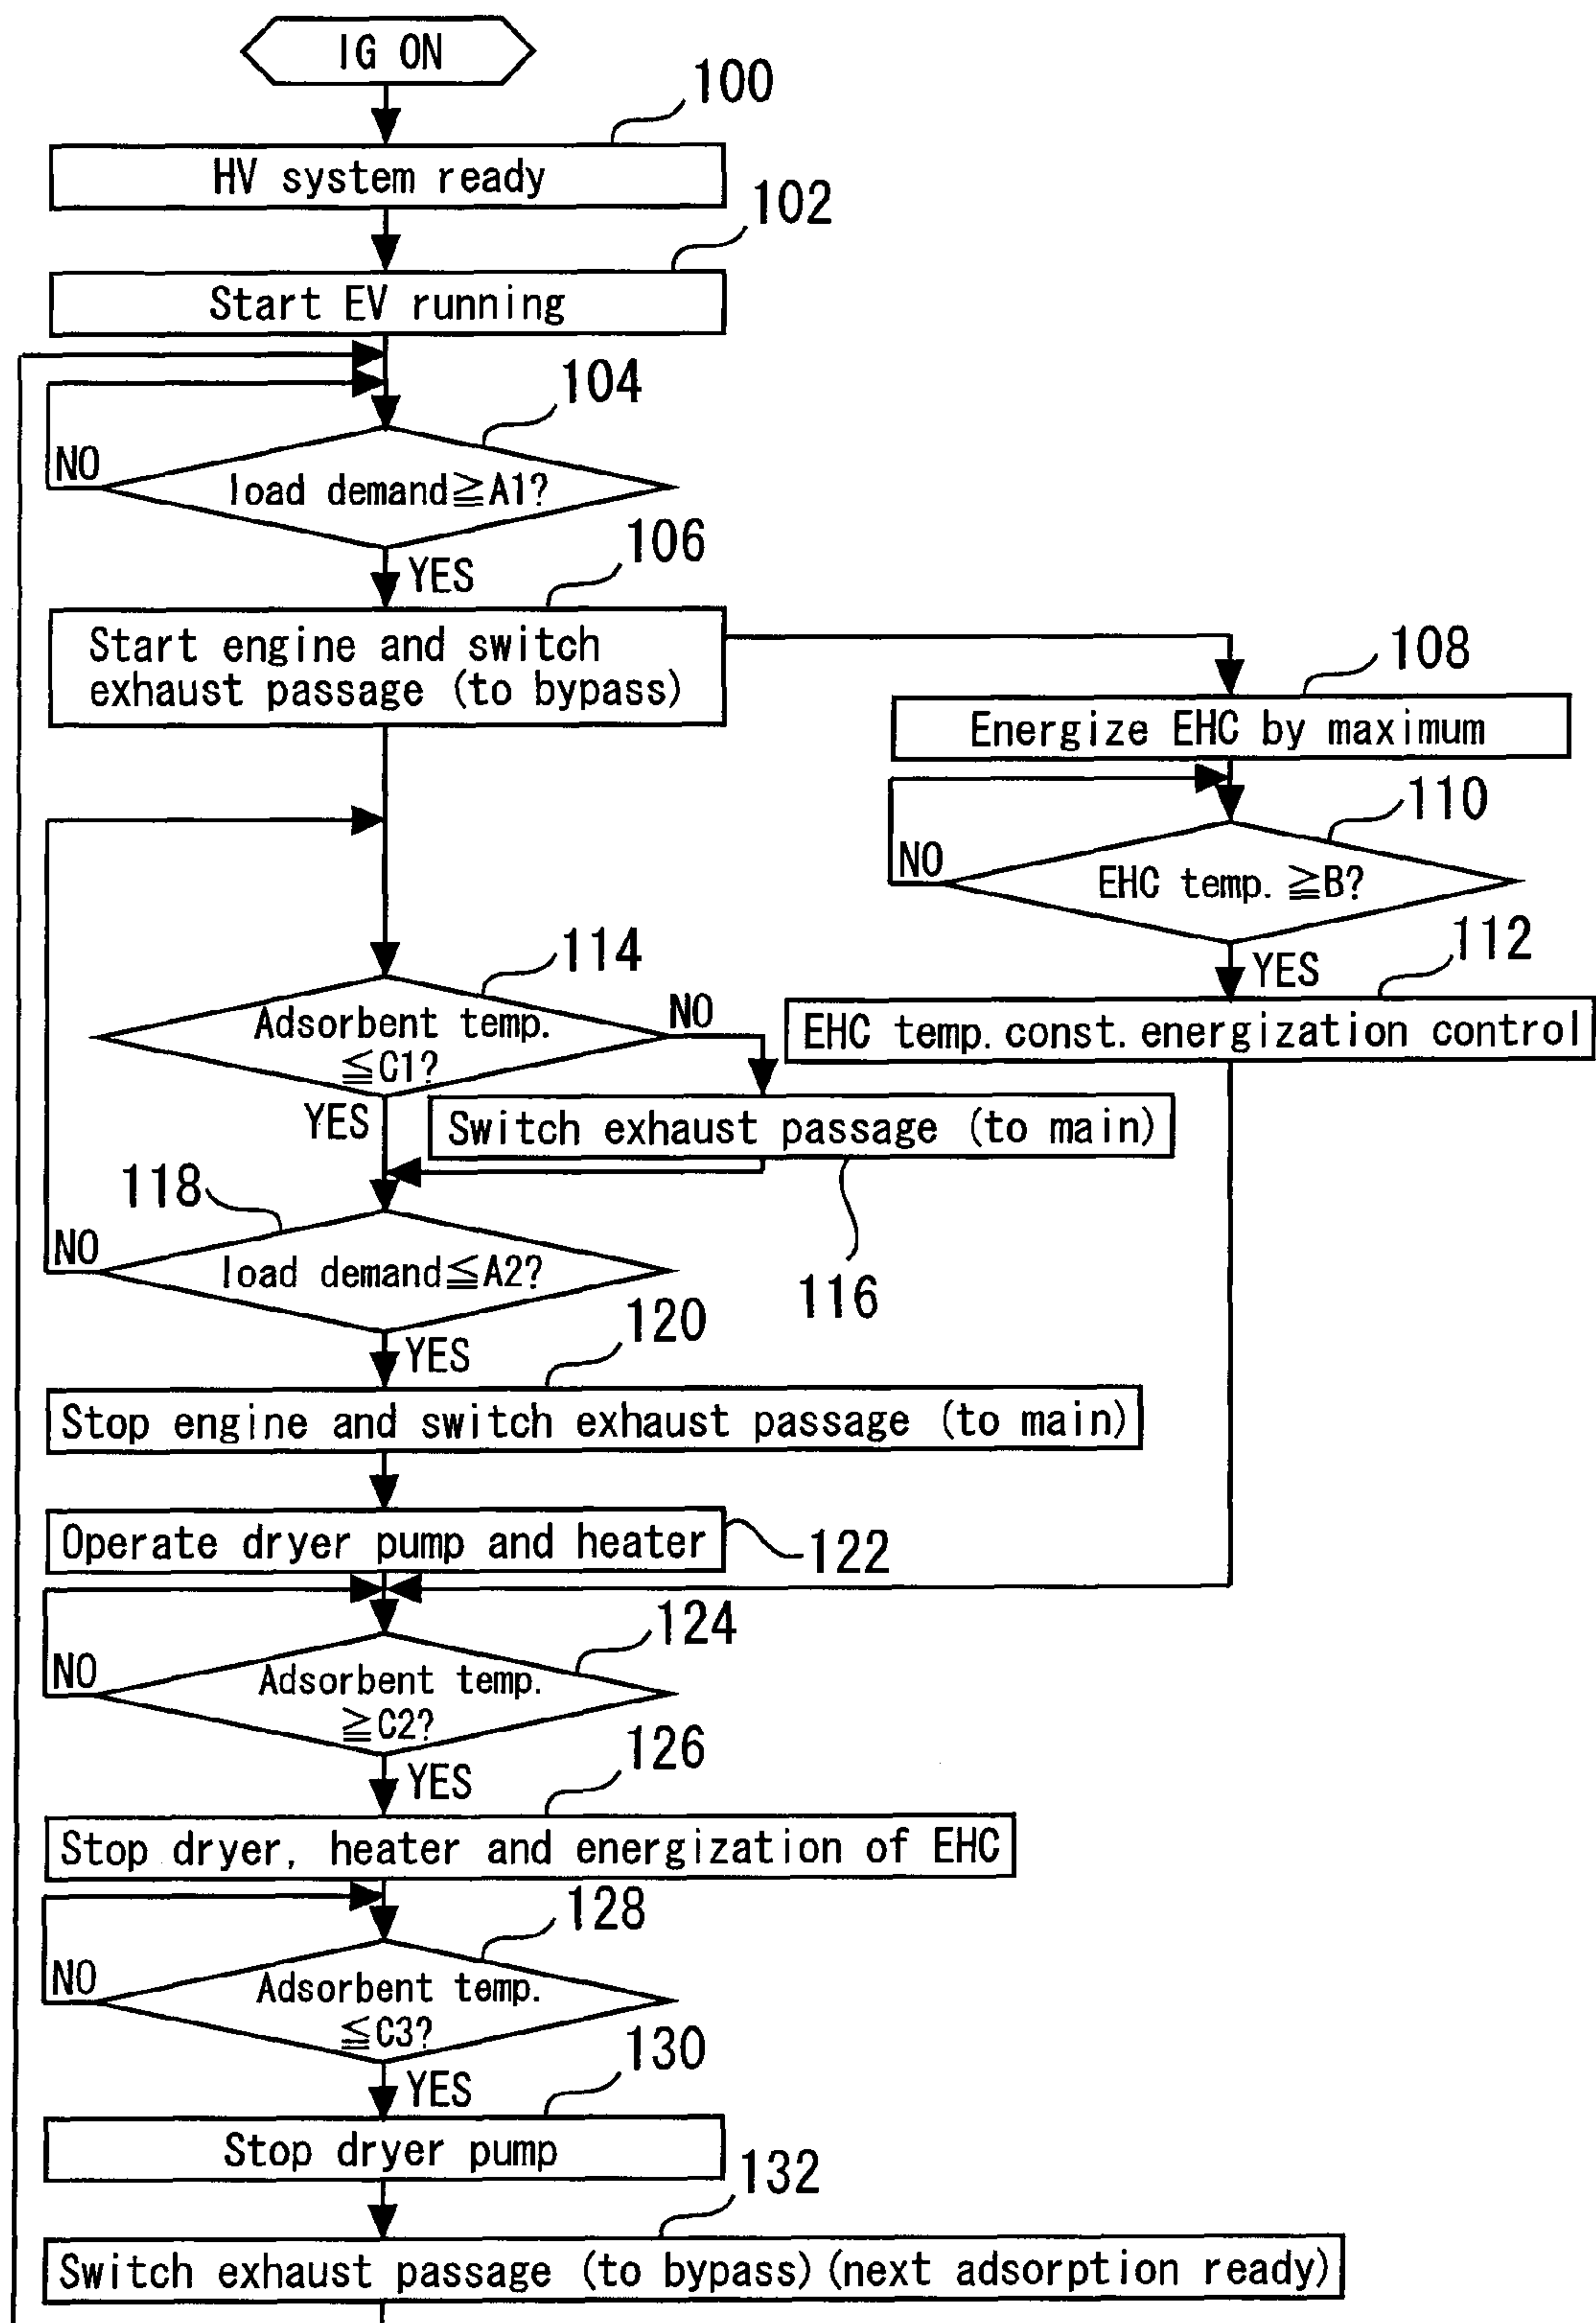 IG ON
100
HV system ready
102
Start EV running
104
NO
load demand≧A1?
106
YES
Start engine and switch
exhaust passage (to bypass)
108
Energize EHC by maximum
110
NO
EHC temp. ≧B?
112
YES
EHC temp. const. energization control
114
Adsorbent temp.
≦C1?
NO
YES
Switch exhaust passage (to main)
116
118
NO
load demand≦A2?
120
YES
Stop engine and switch exhaust passage (to main)
Operate dryer pump and heater
122
124
NO
Adsorbent temp.
≧C2?
126
YES
Stop dryer, heater and energization of EHC
128
NO
Adsorbent temp.
≦C3?
130
YES
Stop dryer pump
132
Switch exhaust passage (to bypass) (next adsorption ready)